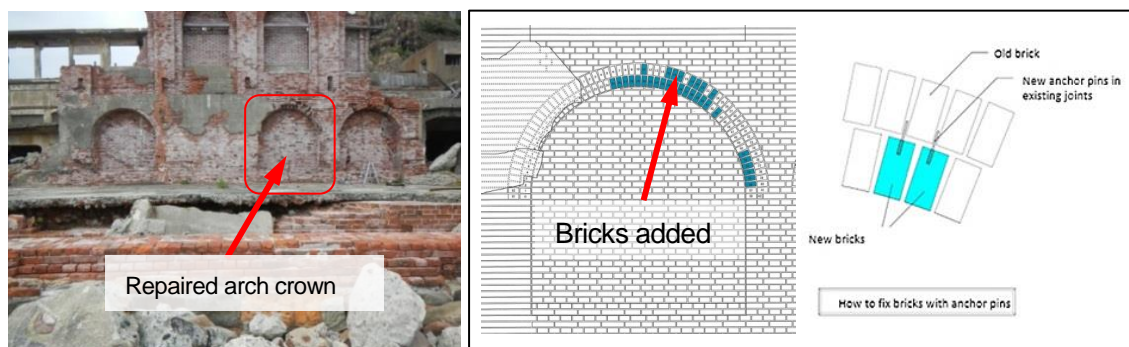 Repaired arch crown
Bricks added
Old brick
New anchor pins in
existing joints
New bricks
How to fix bricks with anchor pins